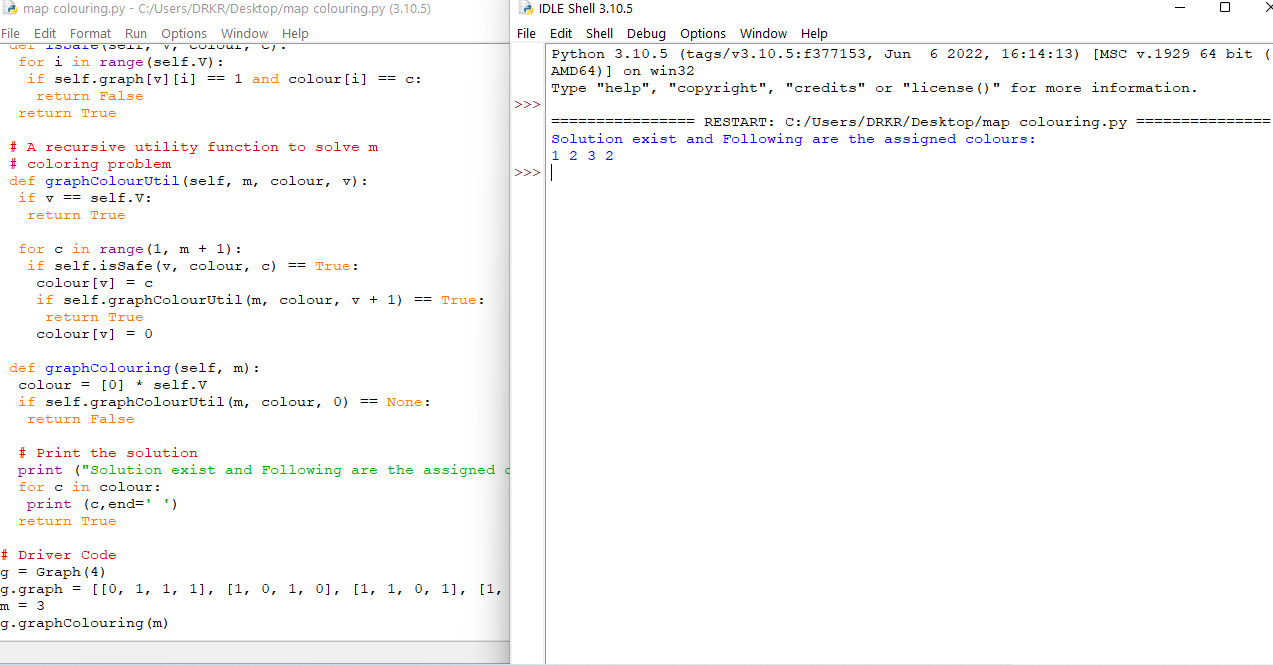 map colouring.py - C:/Users/DRKR/Desktop/map colouring.py (3.10.5)
File Edit Format Run Options Window Help
def isSafe(self, v, colour, c):
for i in range(self.V):
if self.graph[v][i] == 1 and colour[i] == c:
return False
return True
# A recursive utility function to solve m
# coloring problem
def graphColourUtil(self, m, colour, v):
if v == self.V:
return True
for c in range(1, m + 1):
if self.isSafe(v, colour, c) == True:
colour[v] = c
if self.graphColourUtil(m, colour, v + 1) == True:
return True
colour[v] = 0
def graphColouring(self, m):
colour = [0] * self.V
if self.graphColourUtil(m, colour, 0) == None:
return False
# Print the solution
print ("Solution exist and Following are the assigned c
for c in colour:
print (c,end=' ')
return True
# Driver Code
g = Graph(4)
g.graph = [[0, 1, 1, 1], [1, 0, 1, 0], [1, 1, 0, 1], [1,
m = 3
g.graphColouring(m)
IDLE Shell 3.10.5
File Edit Shell Debug Options Window Help
Python 3.10.5 (tags/v3.10.5:f377153, Jun  6 2022, 16:14:13) [MSC v.1929 64 bit (
AMD64)] on win32
Type "help", "copyright", "credits" or "license()" for more information.
>>>
================ RESTART: C:/Users/DRKR/Desktop/map colouring.py ===============
Solution exist and Following are the assigned colours:
1 2 3 2
>>>